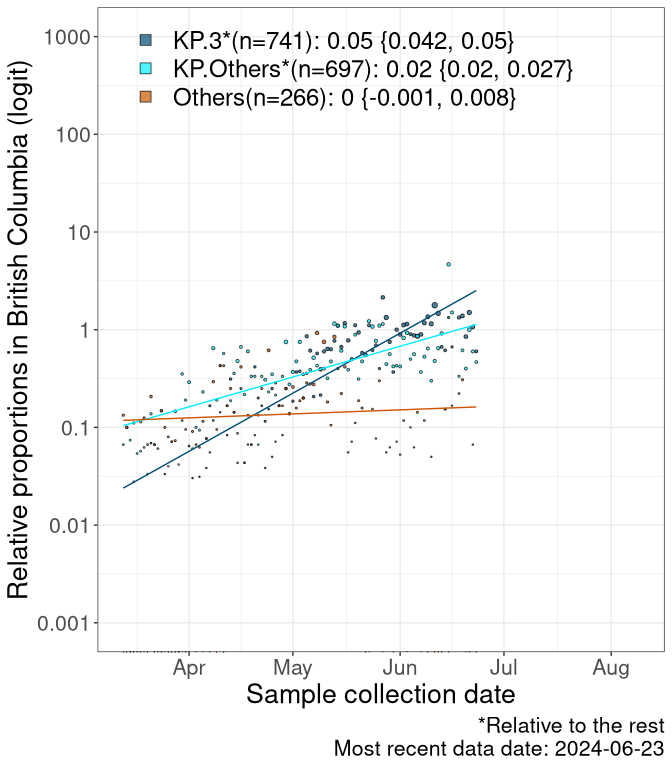 KP.3*(n=741): 0.05 {0.042, 0.05}
KP.Others*(n=697): 0.02 {0.02, 0.027}
Others(n=266): 0 {-0.001, 0.008}
Relative proportions in British Columbia (logit)
1000
100
10
1
0.1
0.01
0.001
Apr May Jun Jul Aug
Sample collection date
*Relative to the rest
Most recent data date: 2024-06-23